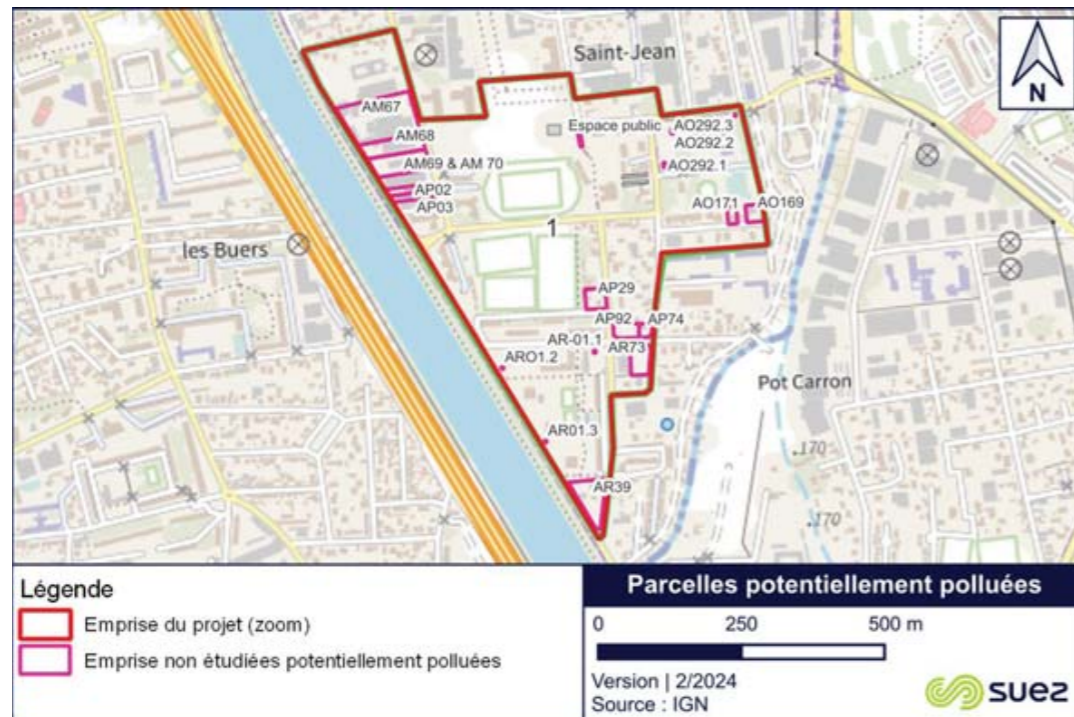 Saint-Jean
N
AM67
Espace public
AO292.3
AM68
AO292.2
AM69 & AM 70
AO292.1
AP02
AP03
AO171
AO169
1
les Buers
AP29
AP92
AP74
AR-01.1
AR73
ARO1.2
Pot Carron
AR01.3
.170
AR39
.170
Légende
Emprise du projet (zoom)
Emprise non étudiées potentiellement polluées
Parcelles potentiellement polluées
0 250 500 m
Version | 2/2024
Source : IGN
suez